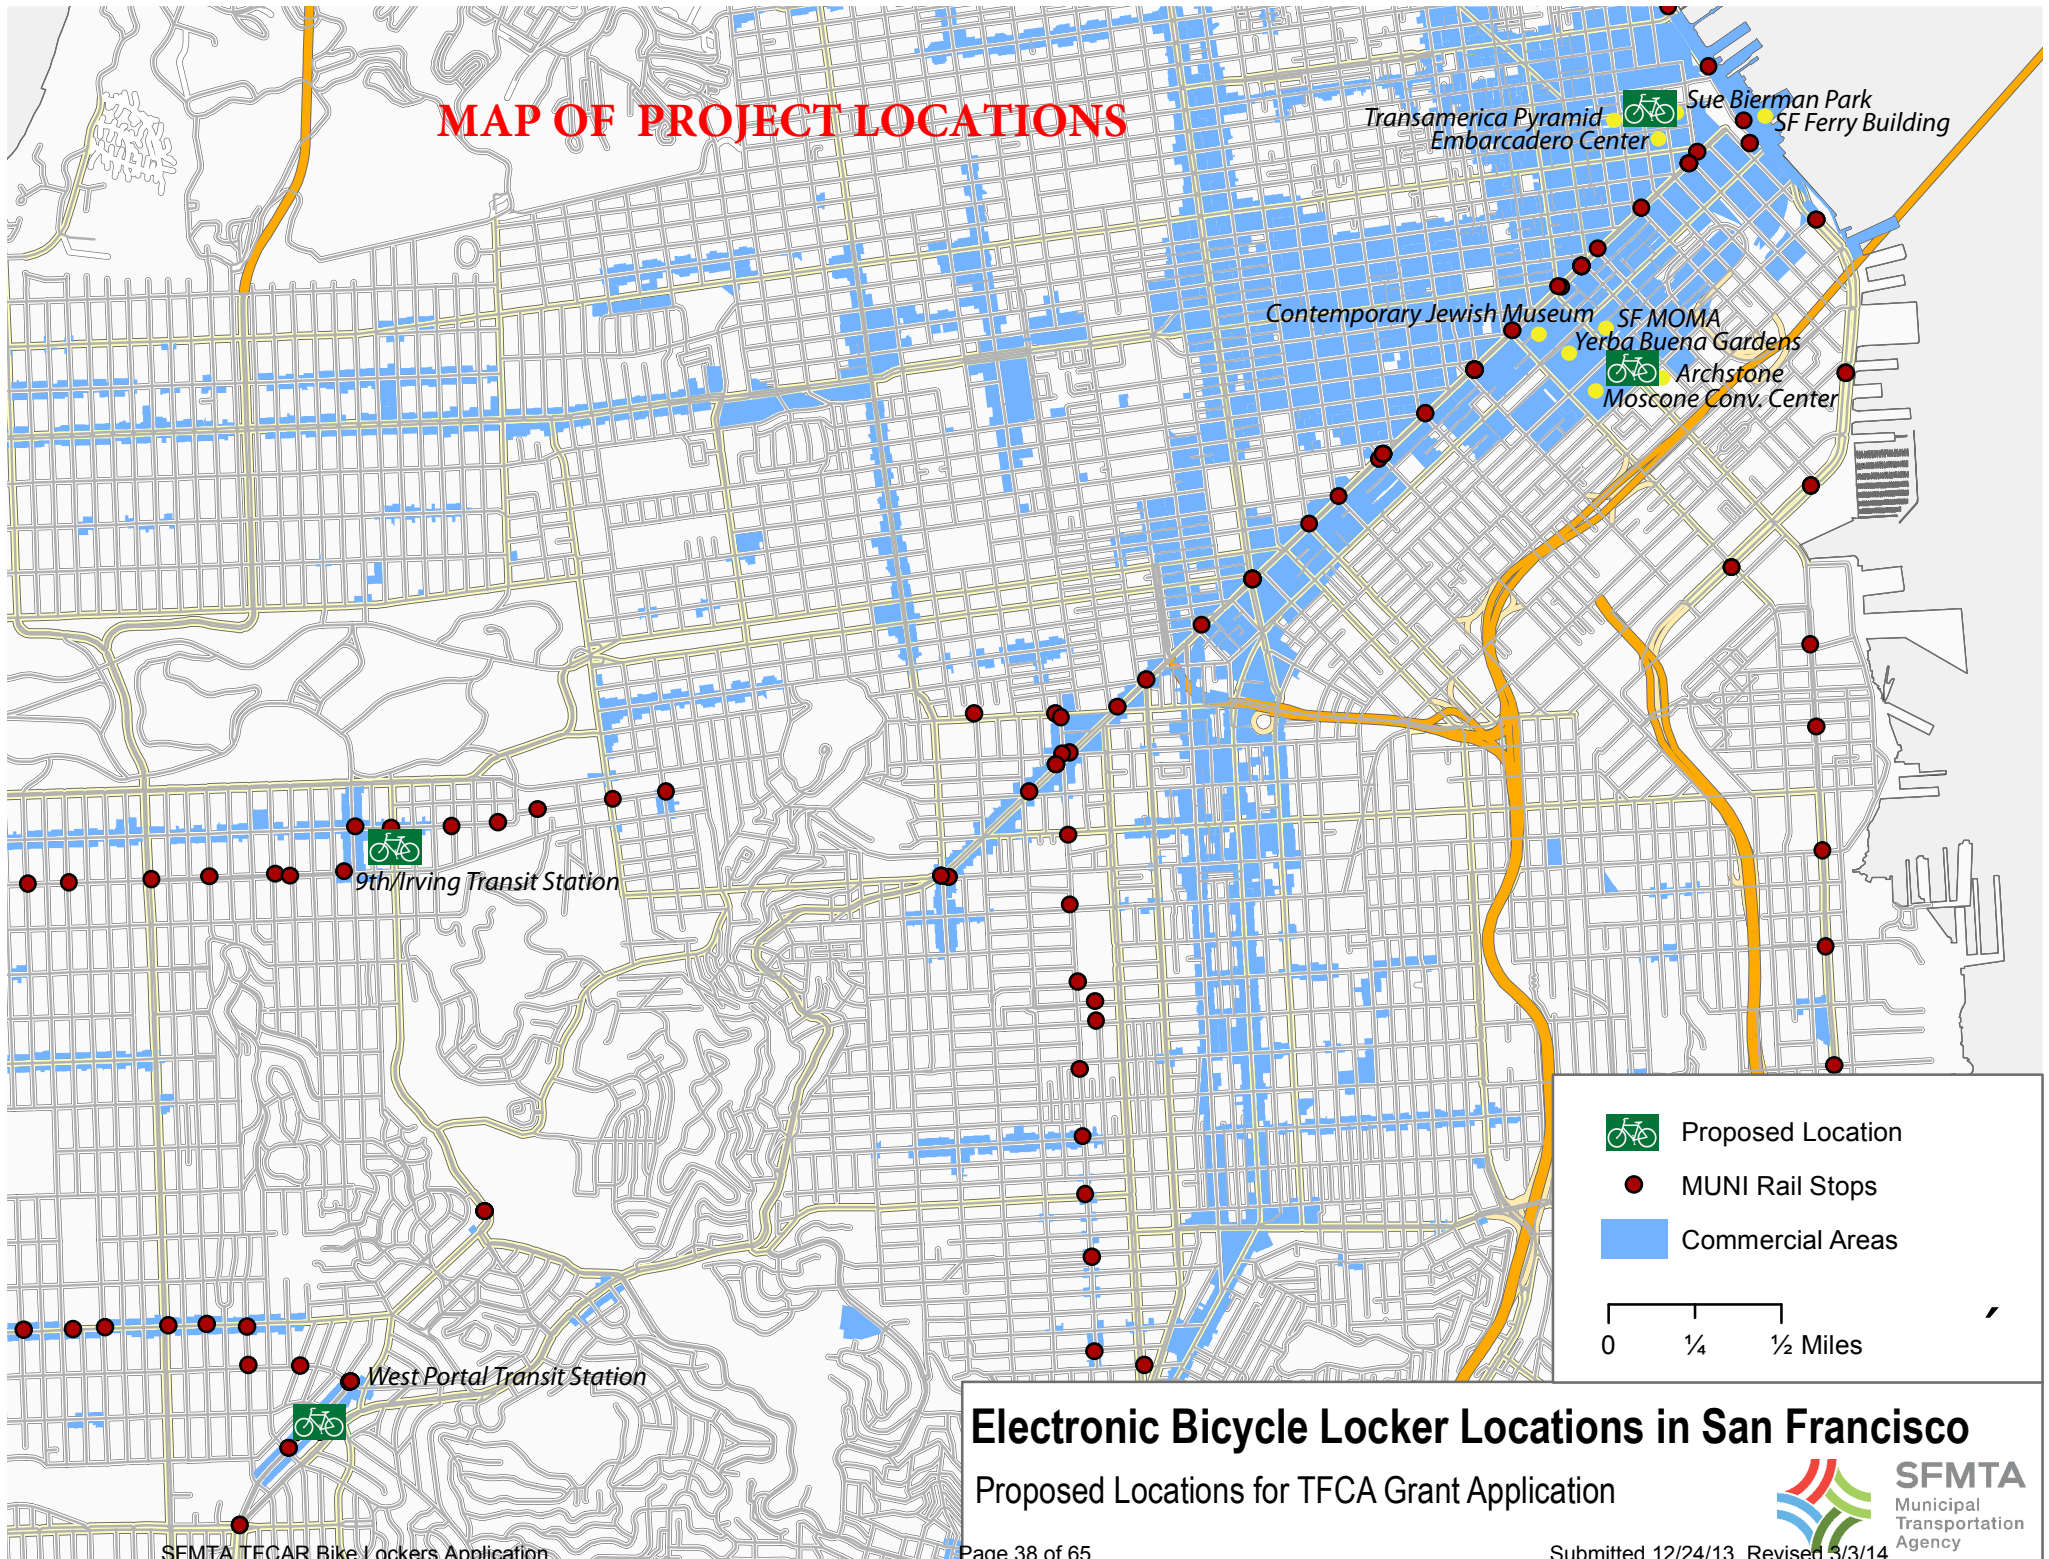 MAP OF PROJECT LOCATIONS
Sue Bierman Park
Transamerica Pyramid
SF Ferry Building
Embarcadero Center
Contemporary Jewish Museum
SF MOMA
Yerba Buena Gardens
Archstone
Moscone Conv. Center
9th/Irving Transit Station
West Portal Transit Station
Proposed Location
MUNI Rail Stops
Commercial Areas
0 ¼ ½ Miles
Electronic Bicycle Locker Locations in San Francisco
Proposed Locations for TFCA Grant Application
SFMTA
Municipal
Transportation
Agency
SFMTA TFCAR Bike Lockers Application
Page 38 of 65
Submitted 12/24/13, Revised 3/3/14